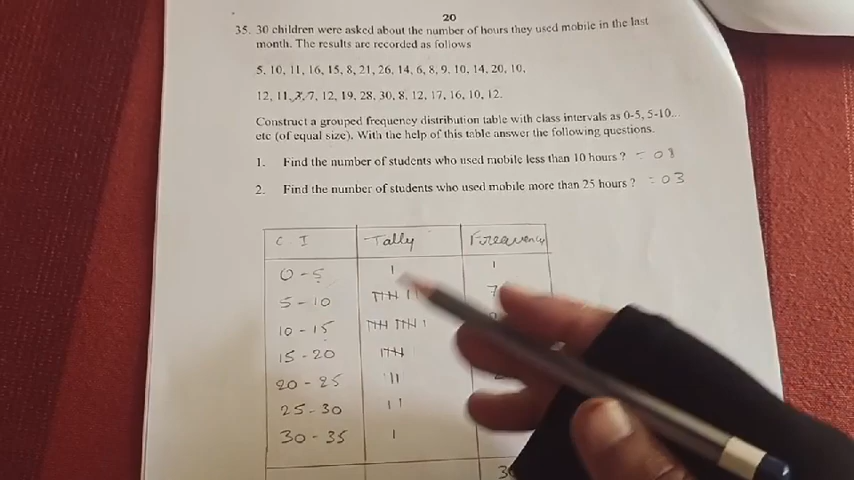 20
35. 30 children were asked about the number of hours they used mobile in the last
month. The results are recorded as follows
5. 10, 11, 16, 15, 8, 21, 26, 14, 6, 8, 9. 10, 14, 20, 10,
12, 11, 3, 7, 12, 19, 28, 30, 8, 12, 17, 16, 10, 12.
Construct a grouped frequency distribution table with class intervals as 0-5, 5-10...
etc (of equal size). With the help of this table answer the following questions.
1. Find the number of students who used mobile less than 10 hours ? = 08
2. Find the number of students who used mobile more than 25 hours ? = 03
C. I Tally Frequency
0-5 1
5-10 7
10-15
15-20
20-25
25-30
30-35